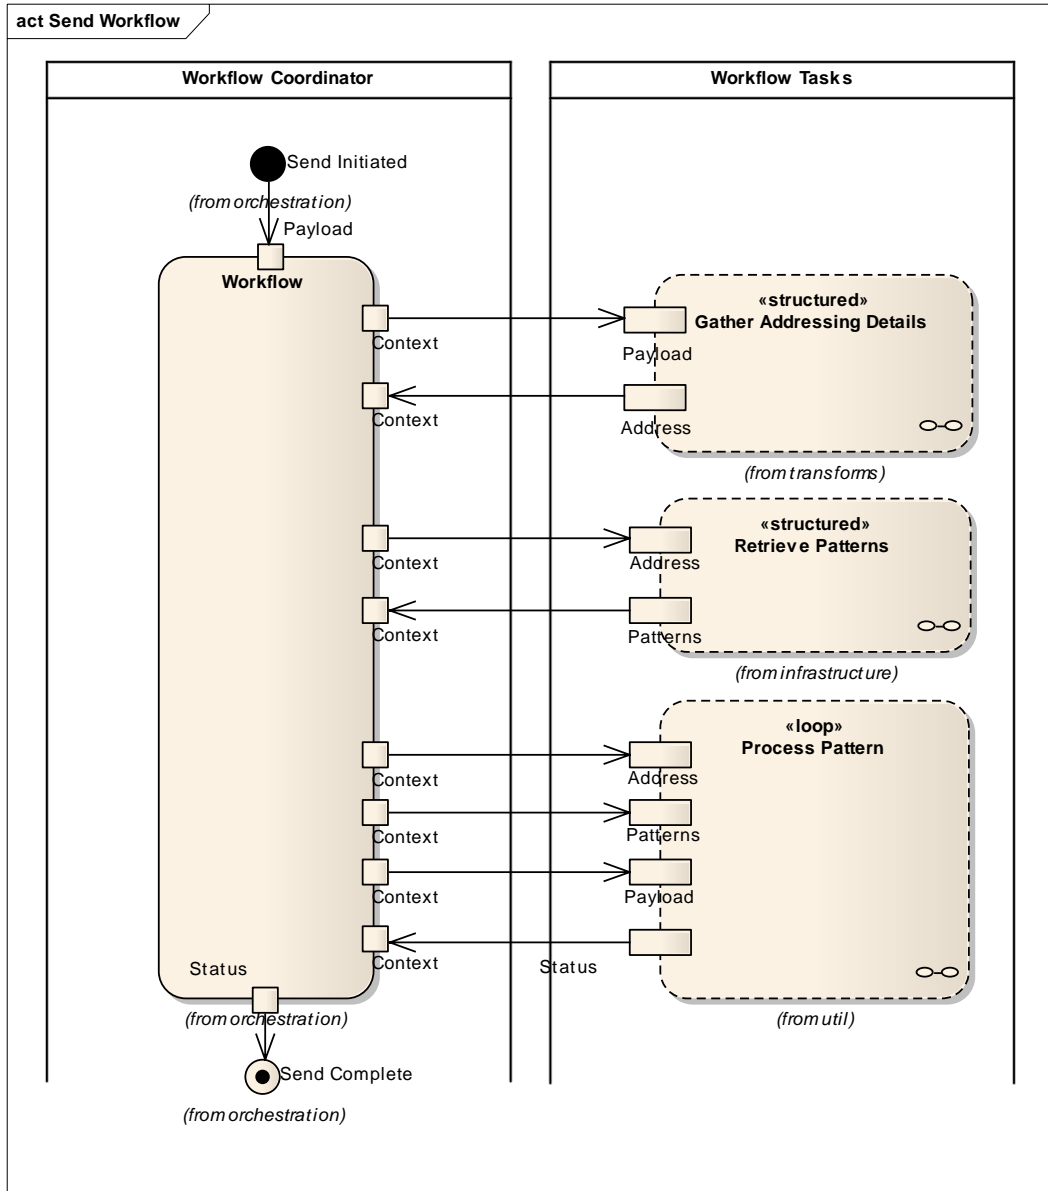 act Send Workflow
Workflow Coordinator
Workflow Tasks
Send Initiated
(from orchestration)
Payload
Workflow
«structured»
Gather Addressing Details
Context
Payload
Context
Address
(from transforms)
«structured»
Retrieve Patterns
Context
Address
Context
Patterns
(from infrastructure)
«loop»
Process Pattern
Context
Address
Context
Patterns
Context
Payload
Context
Status
Status
(from orchestration)
(from util)
Send Complete
(from orchestration)